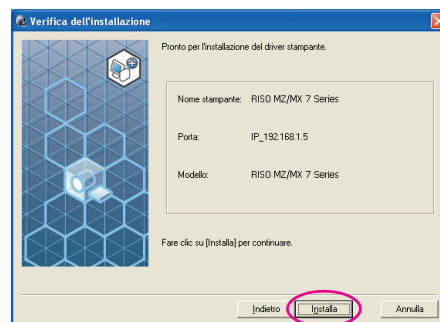 Verifica dell'installazione
Pronto per l'installazione del driver stampante.
Nome stampante: RISO MZ/MX 7 Series
Porta: IP_192.168.1.5
Modello: RISO MZ/MX 7 Series
Fare clic su [Installa] per continuare.
Indietro Installa Annulla